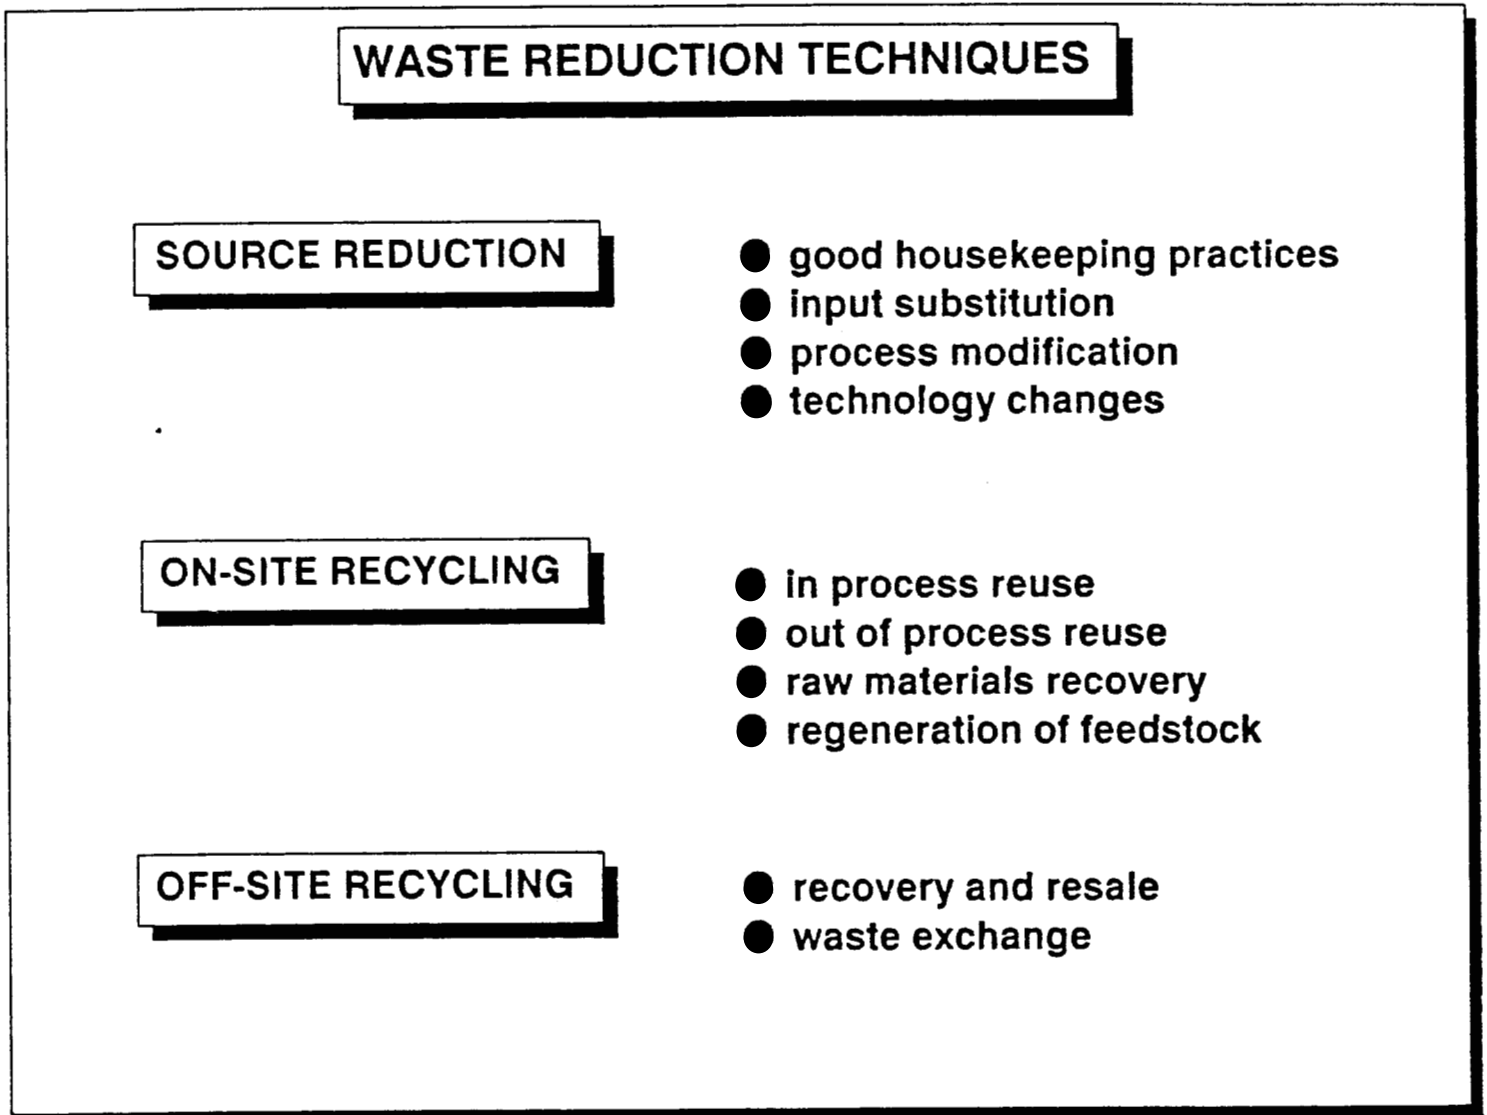 WASTE REDUCTION TECHNIQUES
SOURCE REDUCTION
● good housekeeping practices
● input substitution
● process modification
● technology changes
ON-SITE RECYCLING
● in process reuse
● out of process reuse
● raw materials recovery
● regeneration of feedstock
OFF-SITE RECYCLING
● recovery and resale
● waste exchange